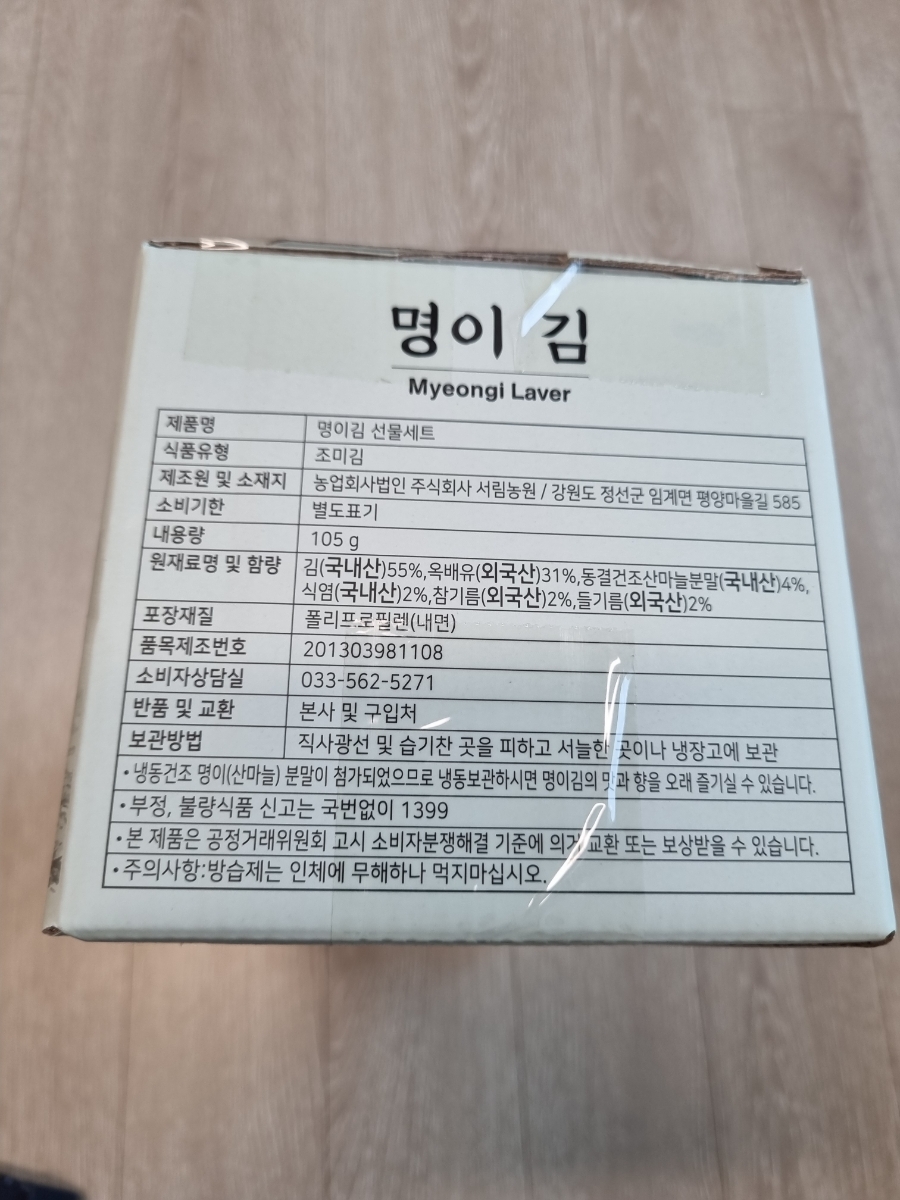 명이 김
Myeongi Laver
제품명 명이김 선물세트
식품유형 조미김
제조원 및 소재지 농업회사법인 주식회사 서림농원 / 강원도 정선군 임계면 평양마을길 585
소비기한 별도표기
내용량 105 g
원재료명 및 함량 김(국내산)55%,옥배유(외국산)31%,동결건조산마늘분말(국내산)4%,
식염(국내산)2%,참기름(외국산)2%,들기름(외국산)2%
포장재질 폴리프로필렌(내면)
품목제조번호 201303981108
소비자상담실 033-562-5271
반품 및 교환 본사 및 구입처
보관방법 직사광선 및 습기찬 곳을 피하고 서늘한 곳이나 냉장고에 보관
•냉동건조 명이(산마늘) 분말이 첨가되었으므로 냉동보관하시면 명이김의 맛과 향을 오래 즐기실 수 있습니다.
•부정, 불량식품 신고는 국번없이 1399
•본 제품은 공정거래위원회 고시 소비자분쟁해결 기준에 의거 교환 또는 보상받을 수 있습니다.
•주의사항:방습제는 인체에 무해하나 먹지마십시오.